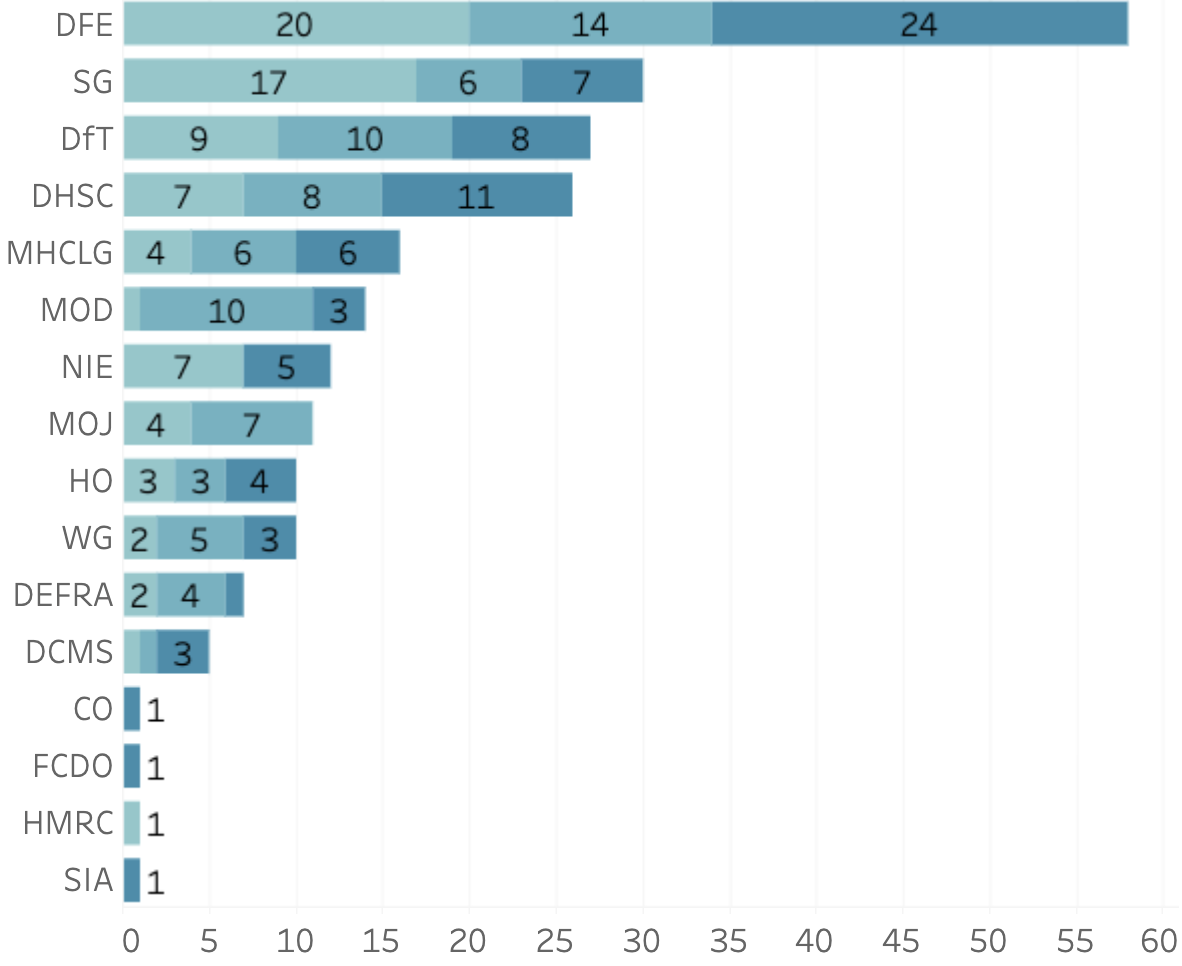 DFE 20 14 24
SG 17 6 7
DfT 9 10 8
DHSC 7 8 11
MHCLG 4 6 6
MOD 10 3
NIE 7 5
MOJ 4 7
HO 3 3 4
WG 2 5 3
DEFRA 2 4
DCMS 3
CO 1
FCDO 1
HMRC 1
SIA 1
0 5 10 15 20 25 30 35 40 45 50 55 60